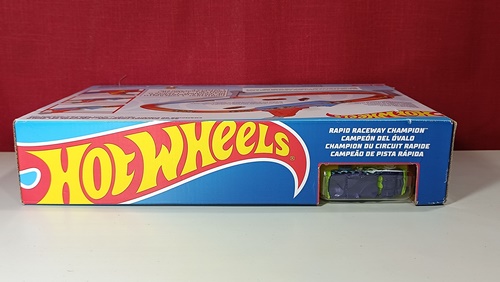 HOT WHEELS®
RAPID RACEWAY CHAMPION™
CAMPEÓN DEL ÓVALO
CHAMPION DU CIRCUIT RAPIDE
CAMPEÃO DE PISTA RÁPIDA